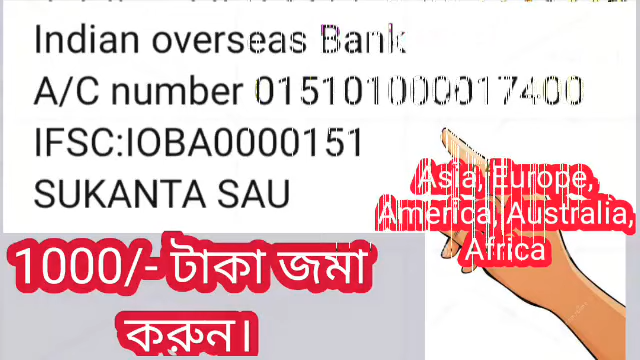 Indian overseas Bank
A/C number 015101000017400
IFSC:IOBA0000151
SUKANTA SAU
Asia, Europe,
America, Australia,
Africa
1000/- টাকা জমা
করুন।